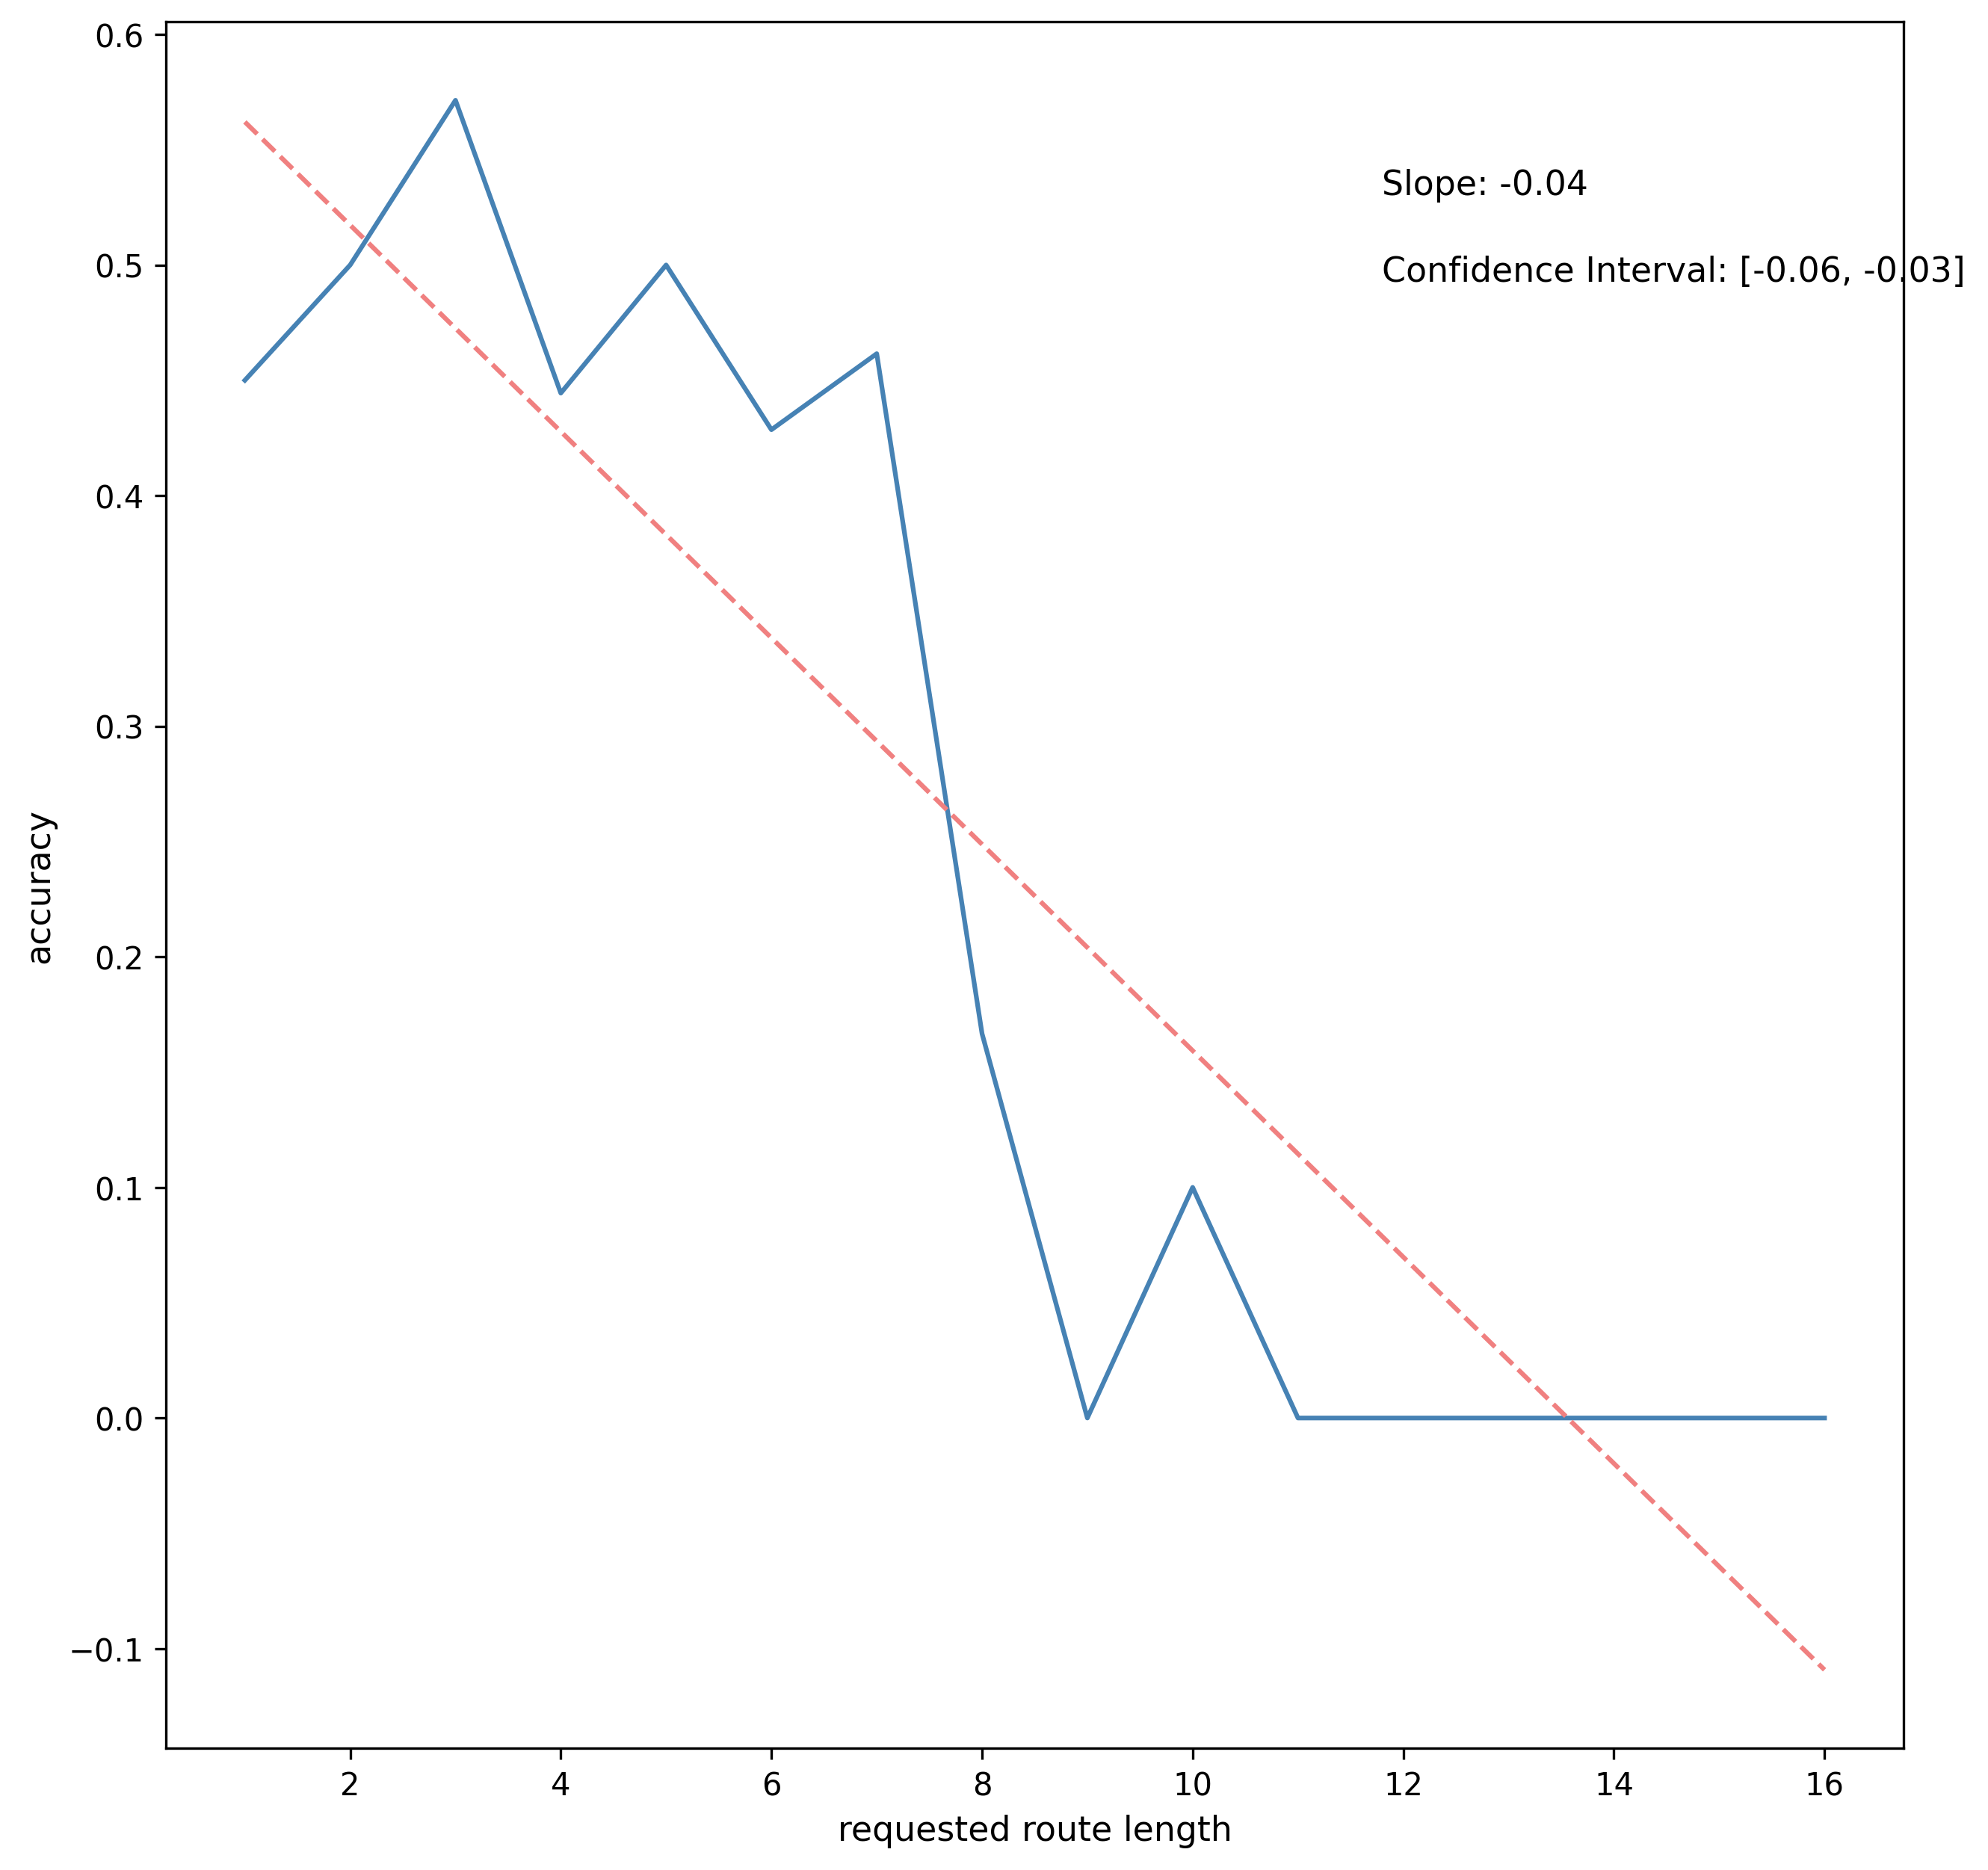 0.6
0.5
0.4
0.3
0.2
0.1
0.0
−0.1
accuracy
Slope: -0.04
Confidence Interval: [-0.06, -0.03]
2 4 6 8 10 12 14 16
requested route length